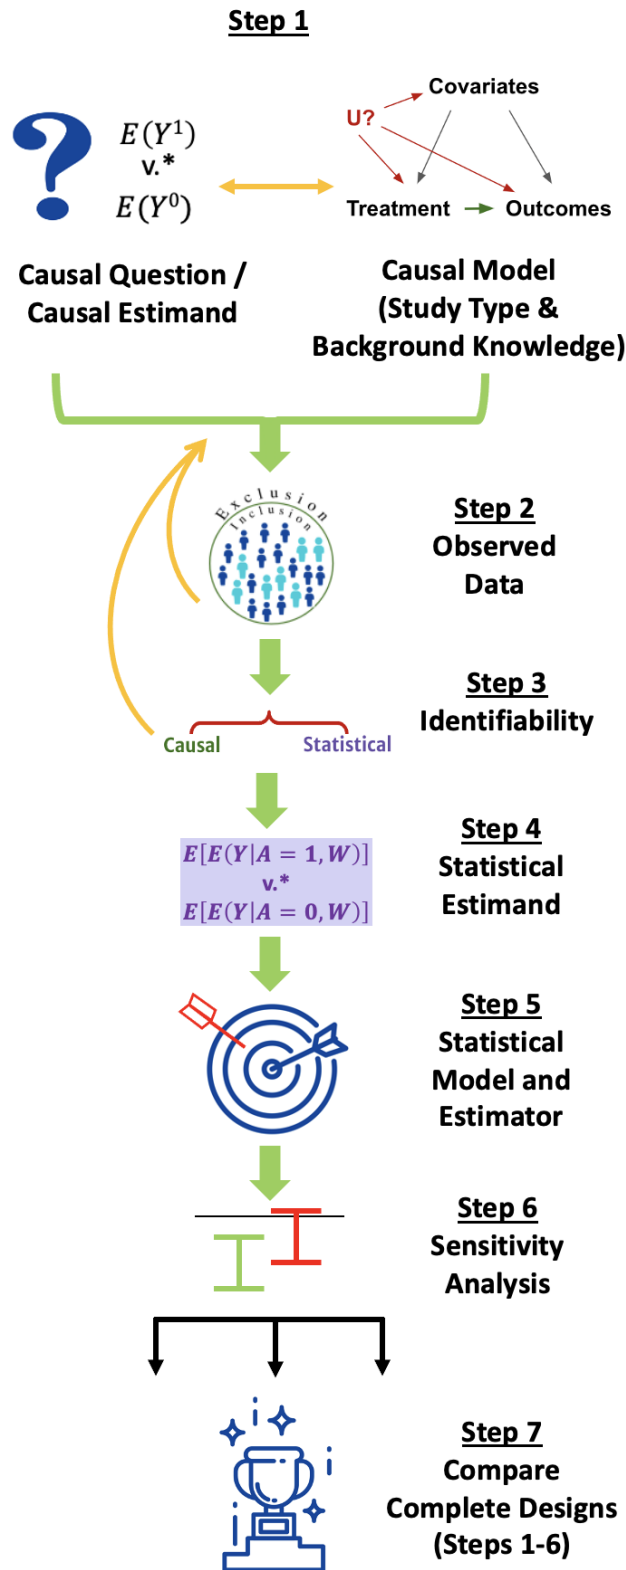 Step 1
E(Y¹)
v.*
E(Y⁰)
Covariates
U?
Treatment
Outcomes
Causal Question /
Causal Estimand
Causal Model
(Study Type &
Background Knowledge)
Exclusion
Inclusion
Step 2
Observed
Data
Step 3
Identifiability
Causal
Statistical
E[E(Y|A = 1, W)]
v.*
E[E(Y|A = 0, W)]
Step 4
Statistical
Estimand
Step 5
Statistical
Model and
Estimator
Step 6
Sensitivity
Analysis
Step 7
Compare
Complete Designs
(Steps 1-6)